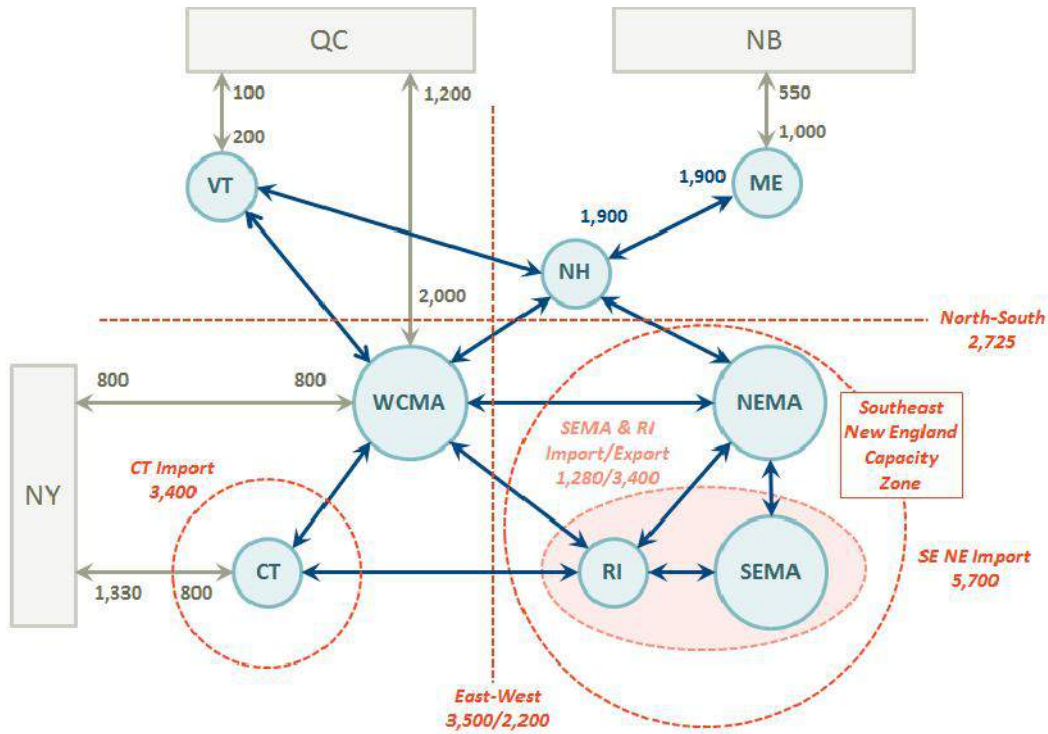 QC
NB
100
1,200
550
200
1,000
VT
1,900
ME
1,900
NH
2,000
North-South
2,725
800
800
WCMA
NEMA
Southeast
New England
Capacity
Zone
SEMA & RI
Import/Export
1,280/3,400
CT Import
3,400
NY
CT
RI
SEMA
SE NE Import
5,700
1,330
800
East-West
3,500/2,200